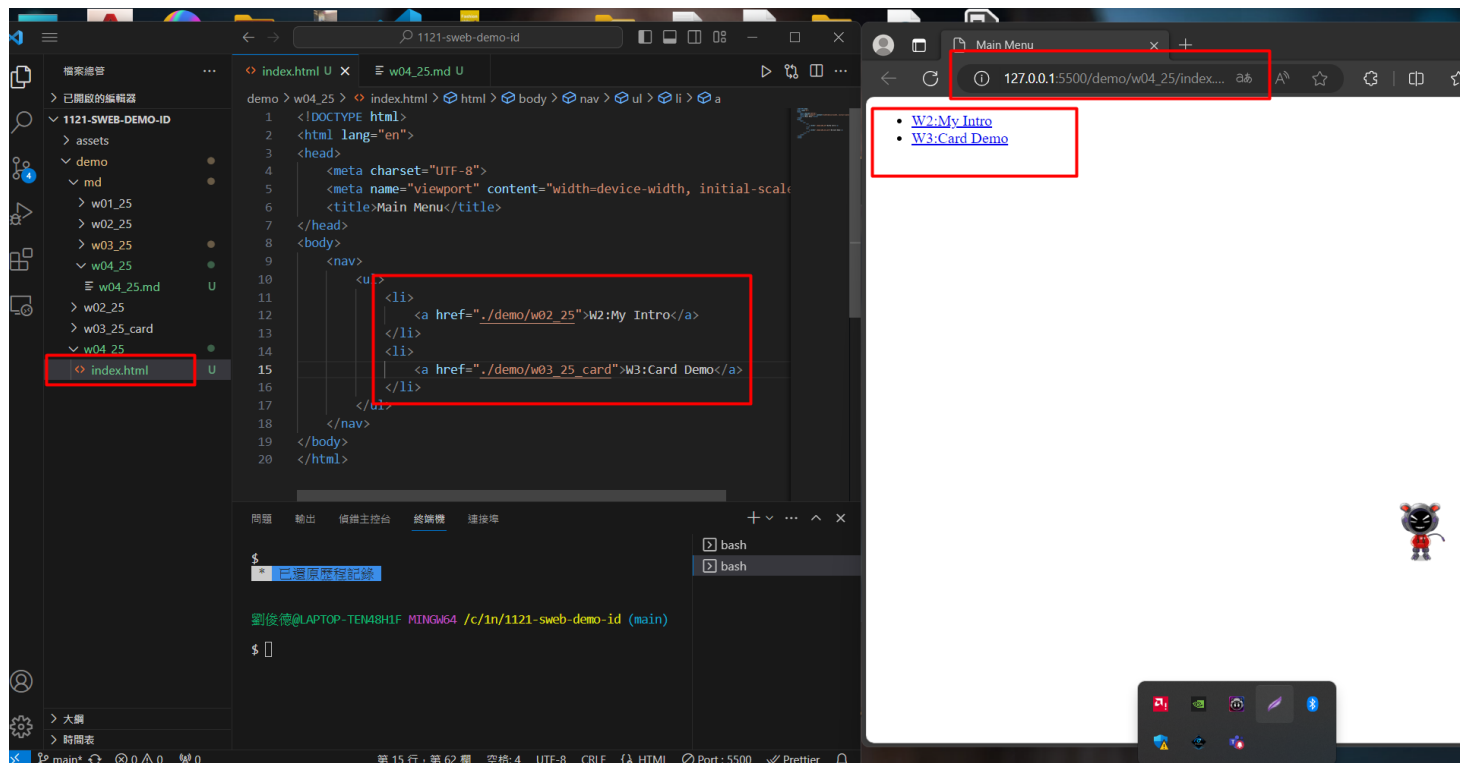 1121-sweb-demo-id
檔案總管
已開啟的編輯器
1121-SWEB-DEMO-ID
assets
demo
md
w01_25
w02_25
w03_25
w04_25
w04_25.md U
w02_25
w03_25_card
w04_25
index.html U
大綱
時間表
index.html U
w04_25.md U
demo > w04_25 > index.html > html > body > nav > ul > li > a
1 <!DOCTYPE html>
2 <html lang="en">
3 <head>
4 <meta charset="UTF-8">
5 <meta name="viewport" content="width=device-width, initial-scale
6 <title>Main Menu</title>
7 </head>
8 <body>
9 <nav>
10 <ul>
11 <li>
12 <a href="./demo/w02_25">W2:My Intro</a>
13 </li>
14 <li>
15 <a href="./demo/w03_25_card">W3:Card Demo</a>
16 </li>
17 </ul>
18 </nav>
19 </body>
20 </html>
問題 輸出 偵錯主控台 終端機 連接埠
bash
bash
$
* 已還原歷程記錄
劉俊德@LAPTOP-TEN48H1F MINGW64 /c/1n/1121-sweb-demo-id (main)
$
main* 0 0 0 第 15 行，第 62 欄 空格: 4 UTF-8 CRLF HTML Port : 5500 Prettier
Main Menu
127.0.0.1:5500/demo/w04_25/index....
W2:My Intro
W3:Card Demo